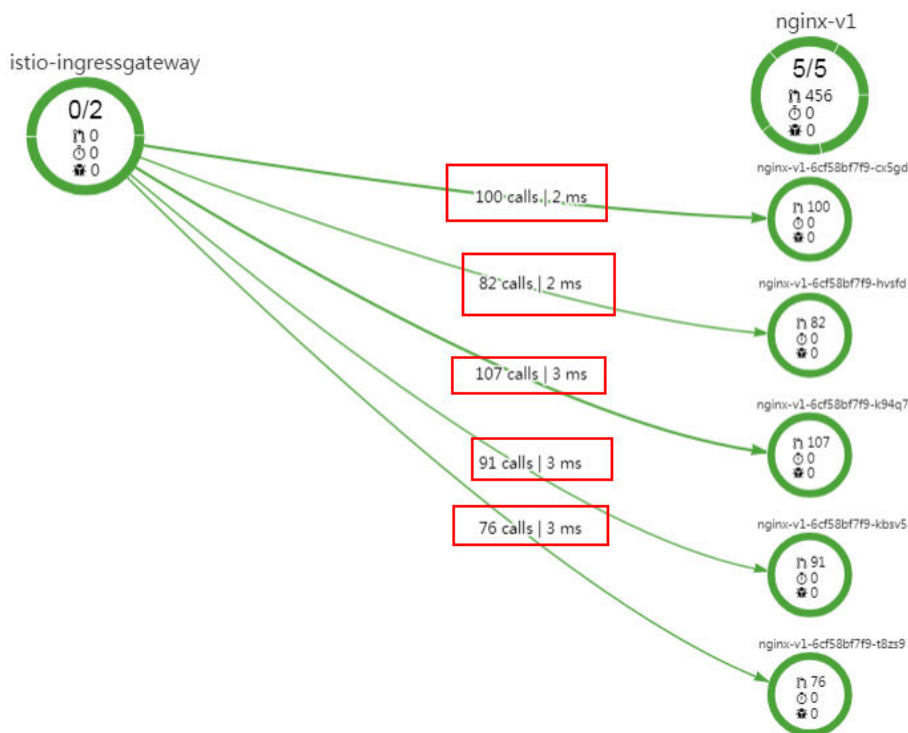 nginx-v1
5/5
456
0
0
istio-ingressgateway
0/2
0
0
0
nginx-v1-6cf58bf7f9-cx5gd
100
0
0
100 calls | 2 ms
nginx-v1-6cf58bf7f9-hvsfd
82
0
0
82 calls | 2 ms
nginx-v1-6cf58bf7f9-k94q7
107
0
0
107 calls | 3 ms
nginx-v1-6cf58bf7f9-kbsv5
91
0
0
91 calls | 3 ms
nginx-v1-6cf58bf7f9-t8zs9
76
0
0
76 calls | 3 ms